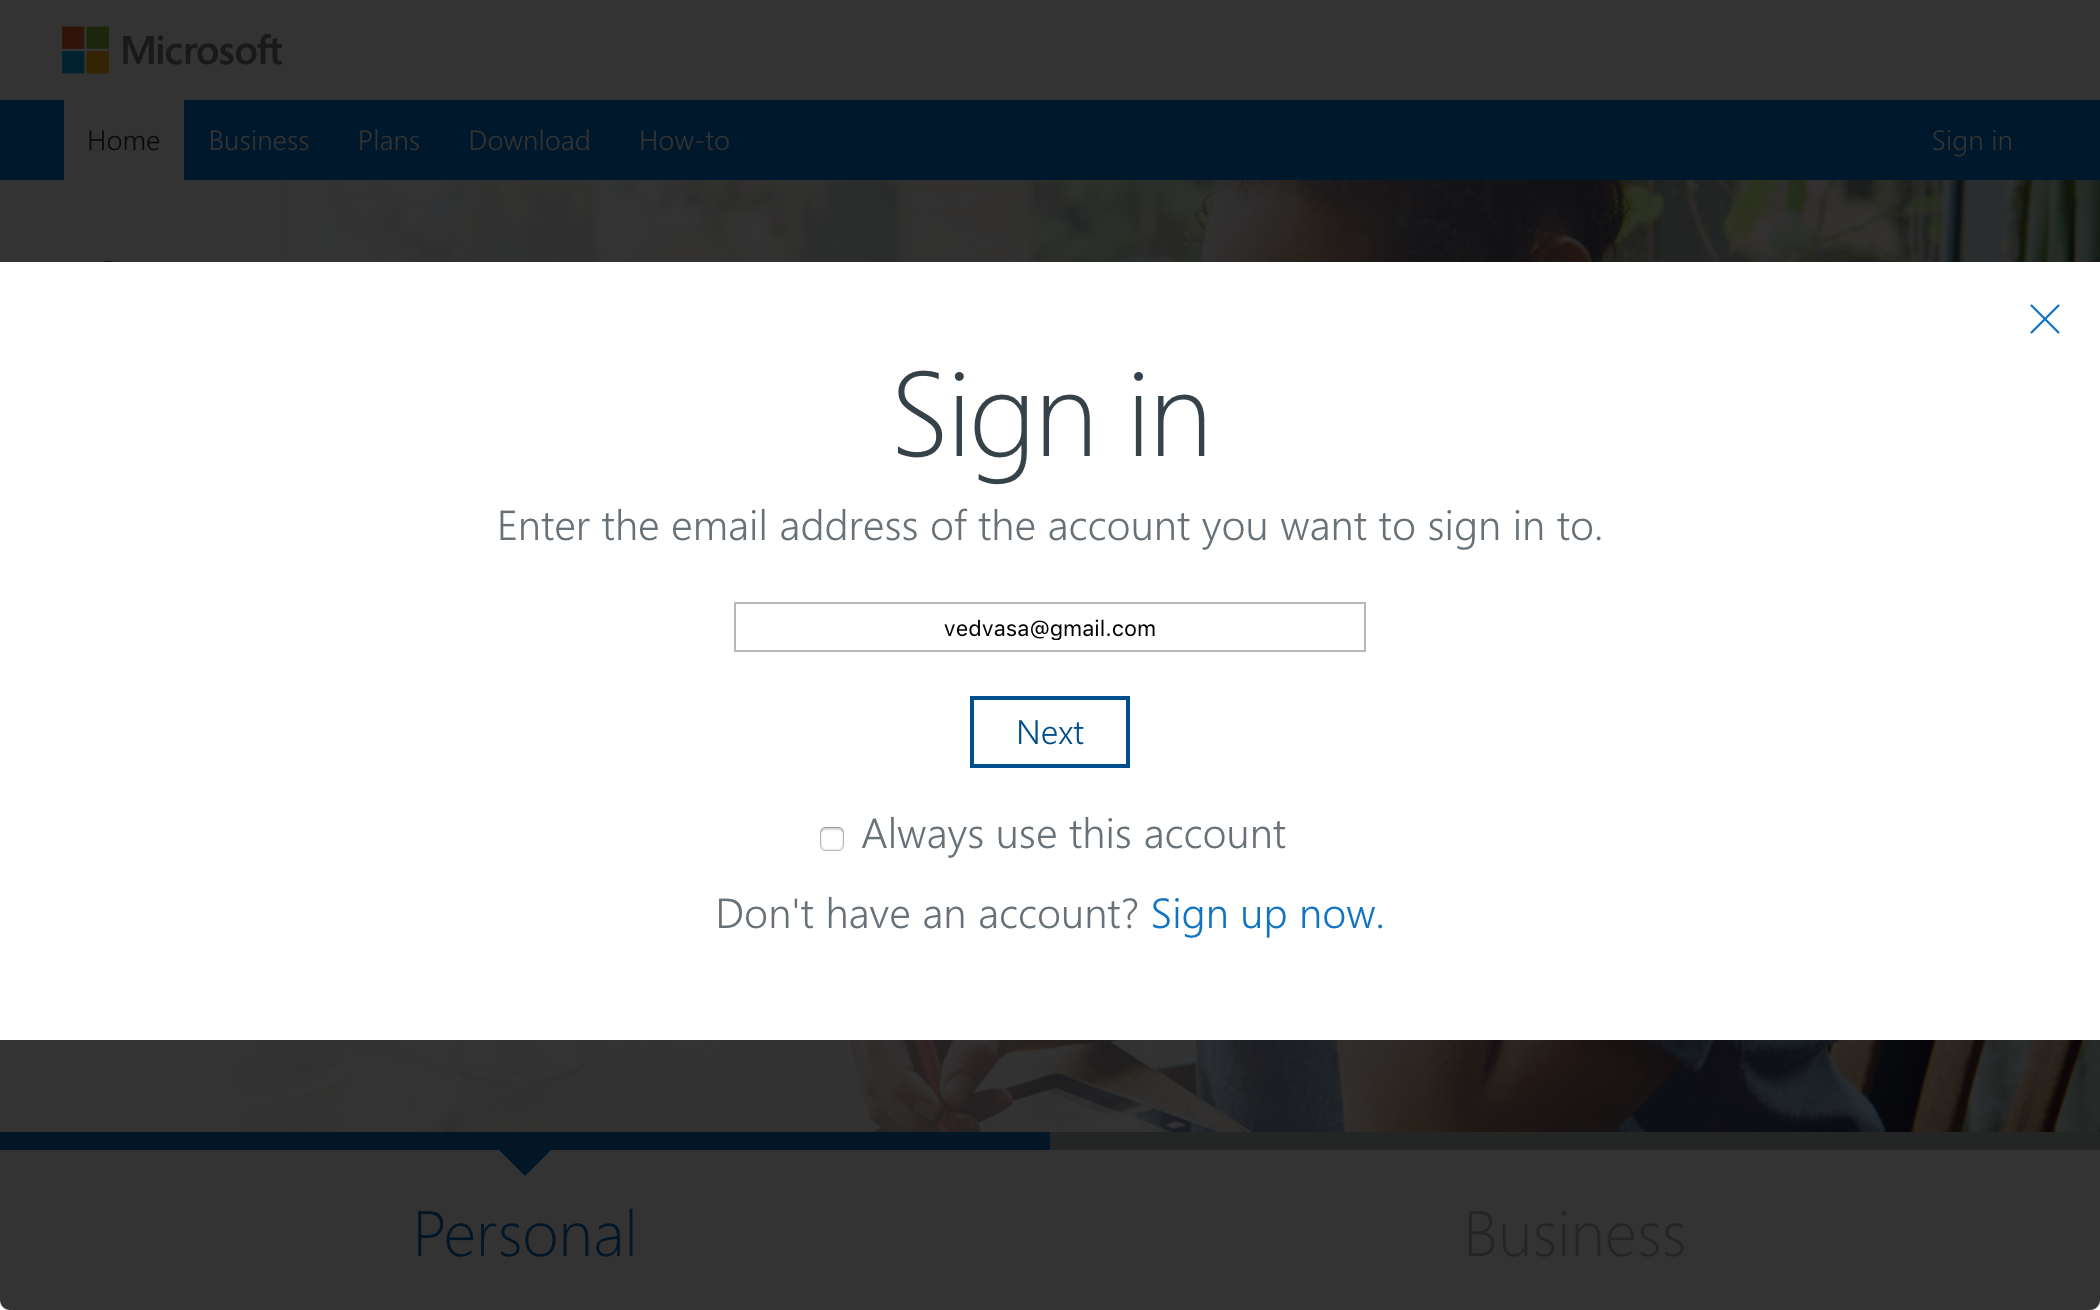 Microsoft
Home Business Plans Download How-to Sign in
Sign in
Enter the email address of the account you want to sign in to.
vedvasa@gmail.com
Next
Always use this account
Don't have an account? Sign up now.
Personal Business